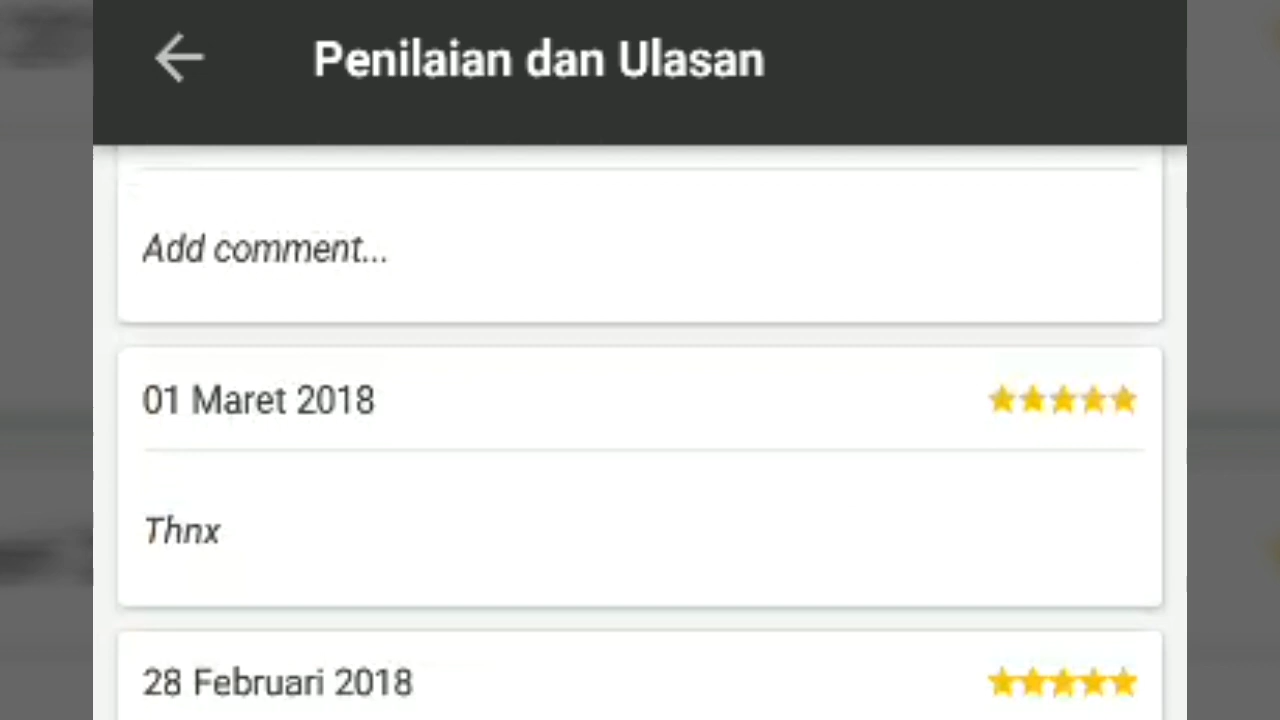 Penilaian dan Ulasan
Add comment...
01 Maret 2018
Thnx
28 Februari 2018